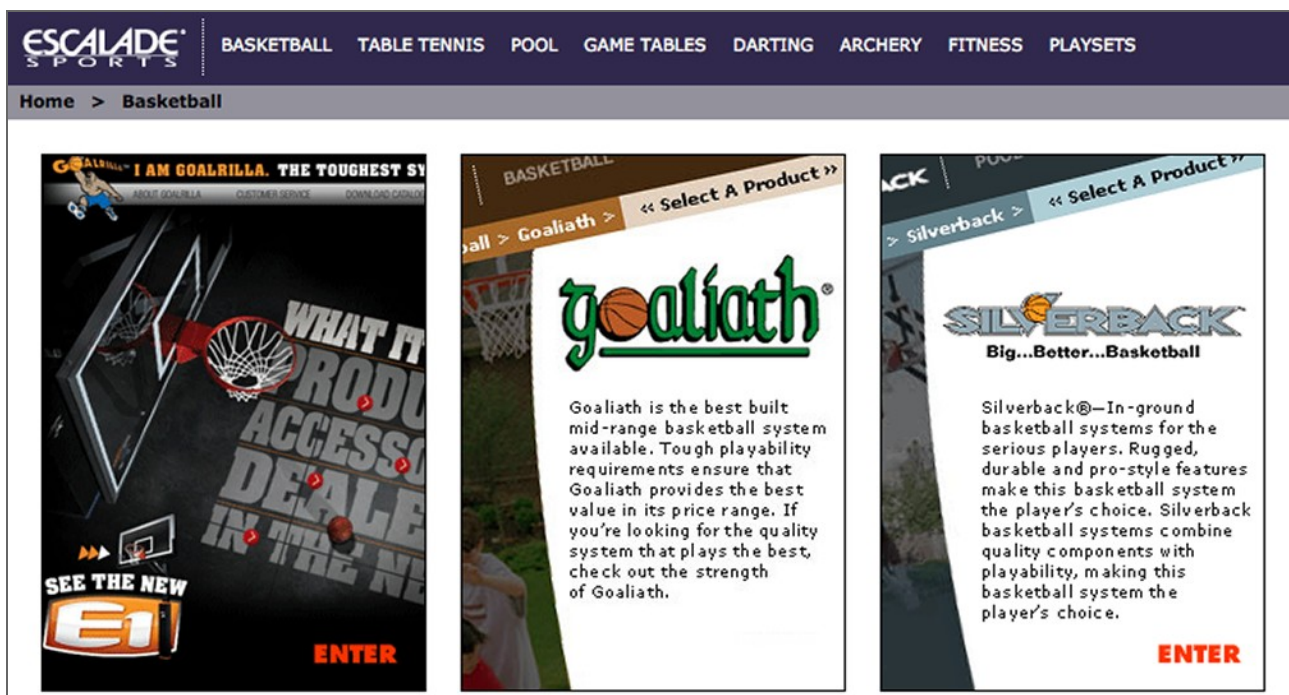 ESCALADE®
SPORTS
BASKETBALL TABLE TENNIS POOL GAME TABLES DARTING ARCHERY FITNESS PLAYSETS
Home > Basketball
GOALRILLA™ I AM GOALRILLA. THE TOUGHEST SY
ABOUT GOALRILLA CUSTOMER SERVICE DOWNLOAD CATALOG
WHAT IT
PRODU
ACCESSO
DEALE
IN THE NE
SEE THE NEW
E1
ENTER
BASKETBALL
ball > Goaliath > << Select A Product >>
goaliath®
Goaliath is the best built
mid-range basketball system
available. Tough playability
requirements ensure that
Goaliath provides the best
value in its price range. If
you're looking for the quality
system that plays the best,
check out the strength
of Goaliath.
ACK POOL
> Silverback > << Select A Product >>
SILVERBACK
Big...Better...Basketball
Silverback®—In-ground
basketball systems for the
serious players. Rugged,
durable and pro-style features
make this basketball system
the player's choice. Silverback
basketball systems combine
quality components with
playability, making this
basketball system the
player's choice.
ENTER